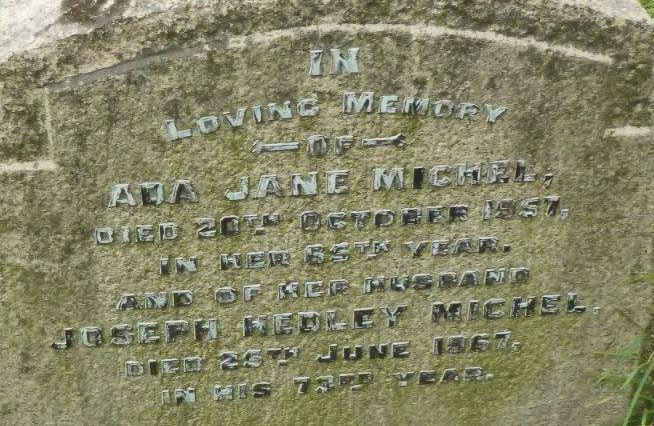 IN
LOVING MEMORY
OF
ADA JANE MICHEL,
DIED 20TH OCTOBER 1957,
IN HER 65TH YEAR.
AND OF HER HUSBAND
JOSEPH HEDLEY MICHEL.
DIED 25TH JUNE 1967,
IN HIS 73RD YEAR.